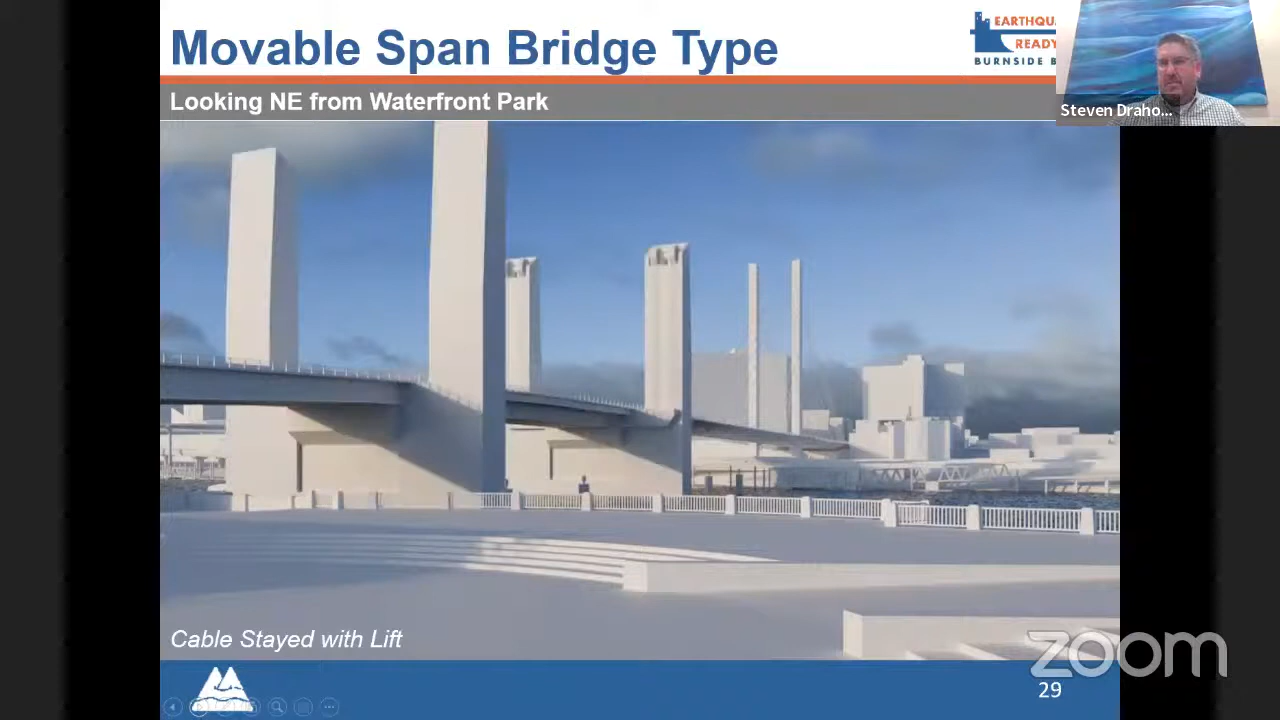 Movable Span Bridge Type
EARTHQUA
READY
BURNSIDE B
Looking NE from Waterfront Park
Steven Draho...
Cable Stayed with Lift
zoom
29